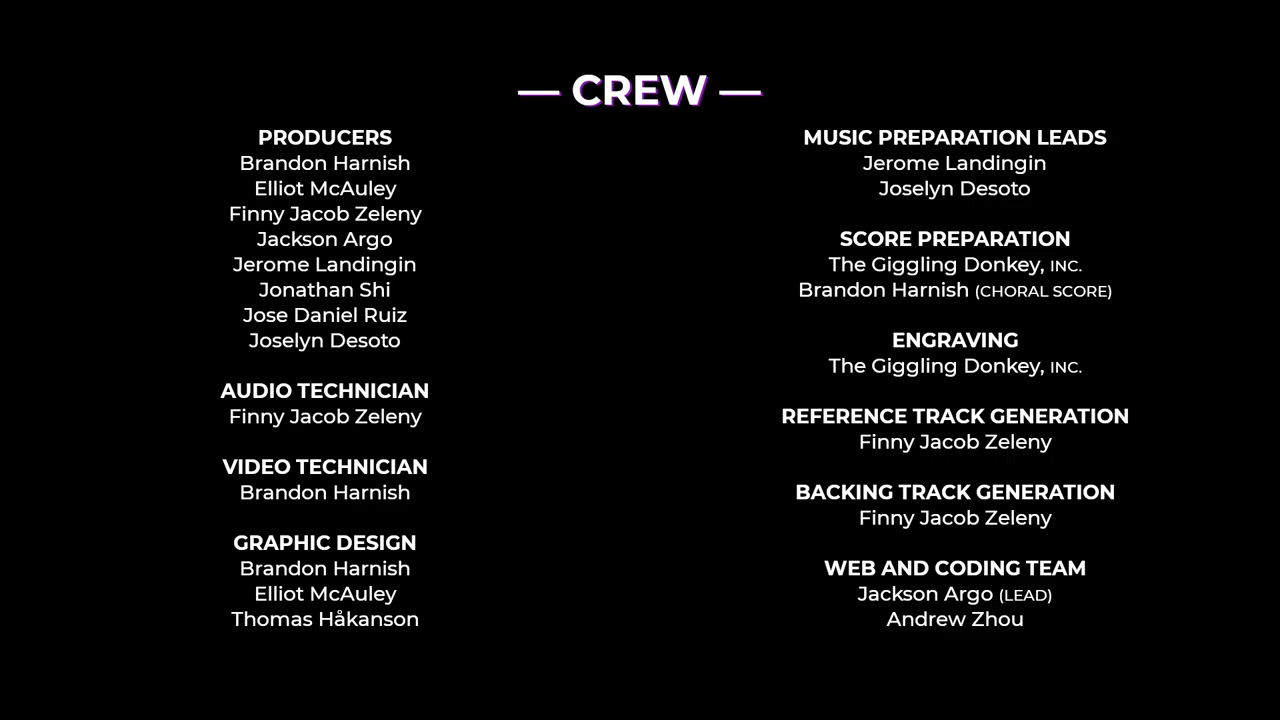 — CREW —
PRODUCERS
Brandon Harnish
Elliot McAuley
Finny Jacob Zeleny
Jackson Argo
Jerome Landingin
Jonathan Shi
Jose Daniel Ruiz
Joselyn Desoto
AUDIO TECHNICIAN
Finny Jacob Zeleny
VIDEO TECHNICIAN
Brandon Harnish
GRAPHIC DESIGN
Brandon Harnish
Elliot McAuley
Thomas Håkanson
MUSIC PREPARATION LEADS
Jerome Landingin
Joselyn Desoto
SCORE PREPARATION
The Giggling Donkey, INC.
Brandon Harnish (CHORAL SCORE)
ENGRAVING
The Giggling Donkey, INC.
REFERENCE TRACK GENERATION
Finny Jacob Zeleny
BACKING TRACK GENERATION
Finny Jacob Zeleny
WEB AND CODING TEAM
Jackson Argo (LEAD)
Andrew Zhou